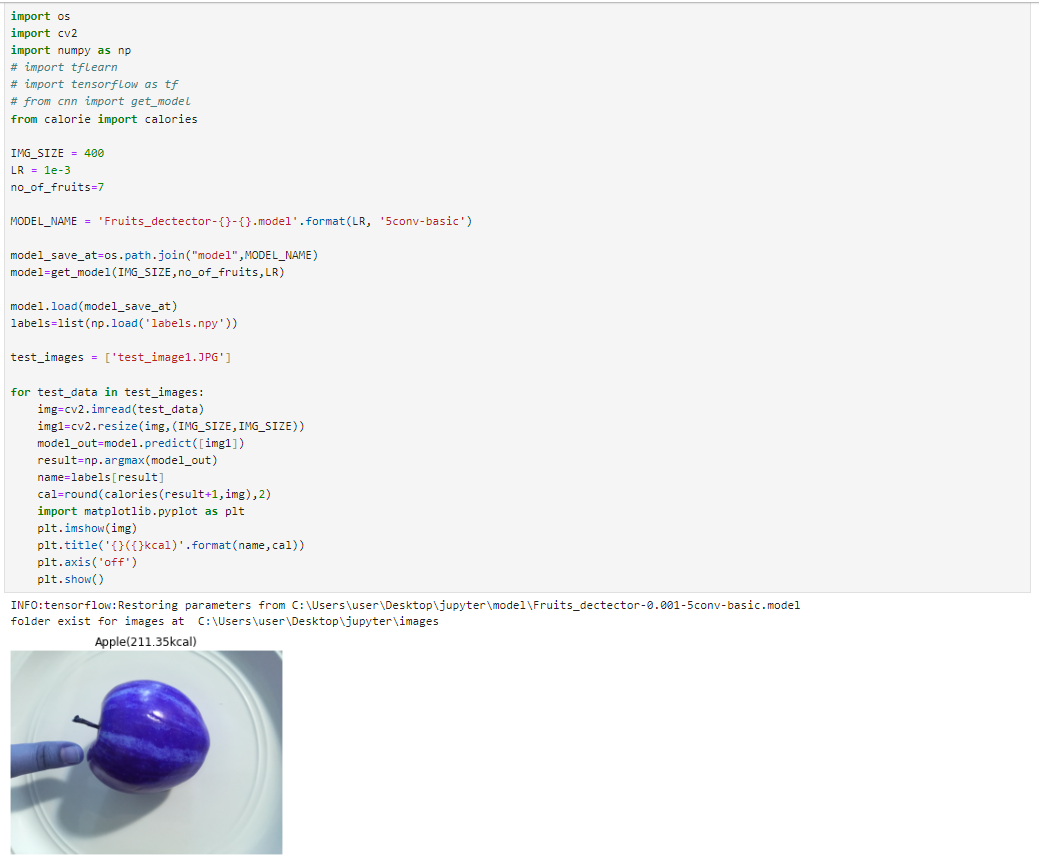 import os
import cv2
import numpy as np
# import tflearn
# import tensorflow as tf
# from cnn import get_model
from calorie import calories
IMG_SIZE = 400
LR = 1e-3
no_of_fruits=7
MODEL_NAME = 'Fruits_dectector-{}-{}.model'.format(LR, '5conv-basic')
model_save_at=os.path.join("model",MODEL_NAME)
model=get_model(IMG_SIZE,no_of_fruits,LR)
model.load(model_save_at)
labels=list(np.load('labels.npy'))
test_images = ['test_image1.JPG']
for test_data in test_images:
    img=cv2.imread(test_data)
    img1=cv2.resize(img,(IMG_SIZE,IMG_SIZE))
    model_out=model.predict([img1])
    result=np.argmax(model_out)
    name=labels[result]
    cal=round(calories(result+1,img),2)
    import matplotlib.pyplot as plt
    plt.imshow(img)
    plt.title('{}({}kcal)'.format(name,cal))
    plt.axis('off')
    plt.show()
INFO:tensorflow:Restoring parameters from C:\Users\user\Desktop\jupyter\model\Fruits_dectector-0.001-5conv-basic.model
folder exist for images at  C:\Users\user\Desktop\jupyter\images
Apple(211.35kcal)